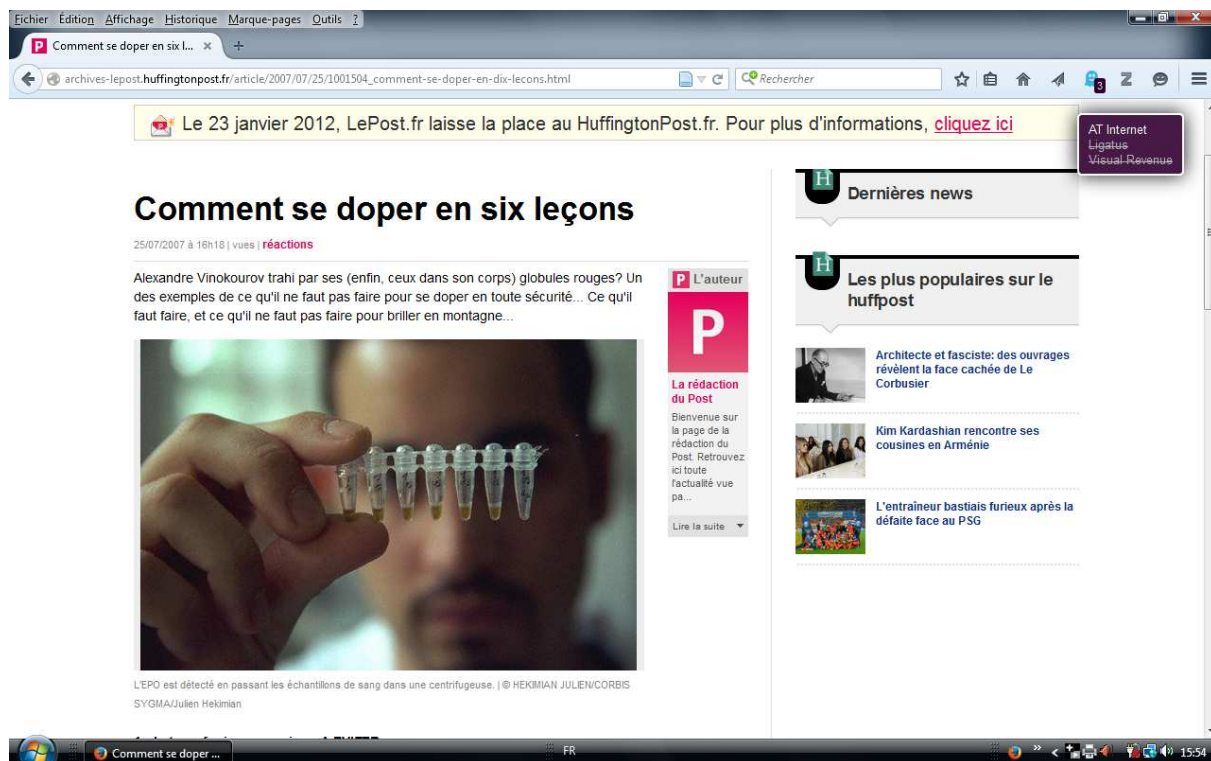 Fichier Édition Affichage Historique Marque-pages Outils ?
P Comment se doper en six l... × +
archives-lepost.huffingtonpost.fr/article/2007/07/25/1001504_comment-se-doper-en-dix-lecons.html
Rechercher
3
Z
Le 23 janvier 2012, LePost.fr laisse la place au HuffingtonPost.fr. Pour plus d'informations, cliquez ici
AT Internet
Ligatus
Visual Revenue
Comment se doper en six leçons
25/07/2007 à 16h18 | vues | réactions
Alexandre Vinokourov trahi par ses (enfin, ceux dans son corps) globules rouges? Un
des exemples de ce qu'il ne faut pas faire pour se doper en toute sécurité... Ce qu'il
faut faire, et ce qu'il ne faut pas faire pour briller en montagne...
L'EPO est détecté en passant les échantillons de sang dans une centrifugeuse. | © HEKIMIAN JULIEN/CORBIS
SYGMA/Julien Hekimian
P L'auteur
P
La rédaction
du Post
Bienvenue sur
la page de la
rédaction du
Post. Retrouvez
ici toute
l'actualité vue
pa...
Lire la suite
H
Dernières news
H
Les plus populaires sur le
huffpost
Architecte et fasciste: des ouvrages
révèlent la face cachée de Le
Corbusier
Kim Kardashian rencontre ses
cousines en Arménie
L'entraîneur bastiais furieux après la
défaite face au PSG
Comment se doper ...
FR
15:54